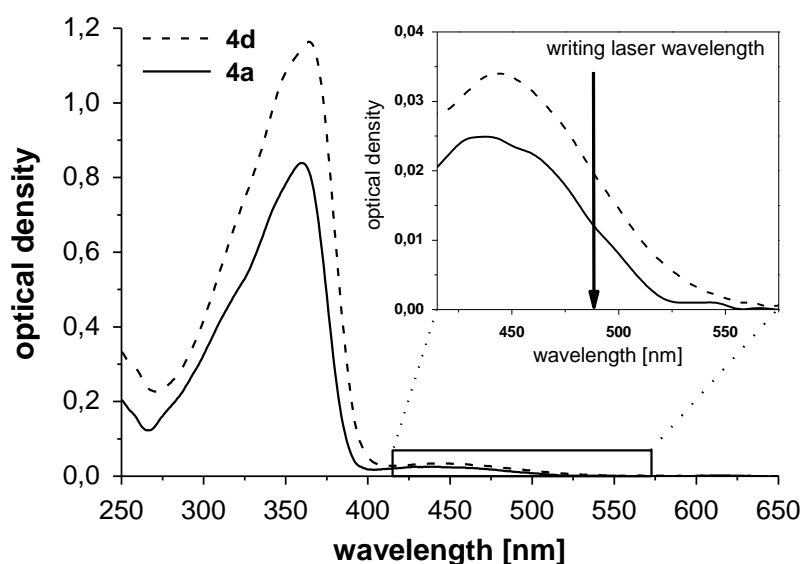 4d
4a
optical density
1,2
1,0
0,8
0,6
0,4
0,2
0,0
250 300 350 400 450 500 550 600 650
wavelength [nm]
writing laser wavelength
optical density
0,04
0,03
0,02
0,01
0,00
450 500 550
wavelength [nm]